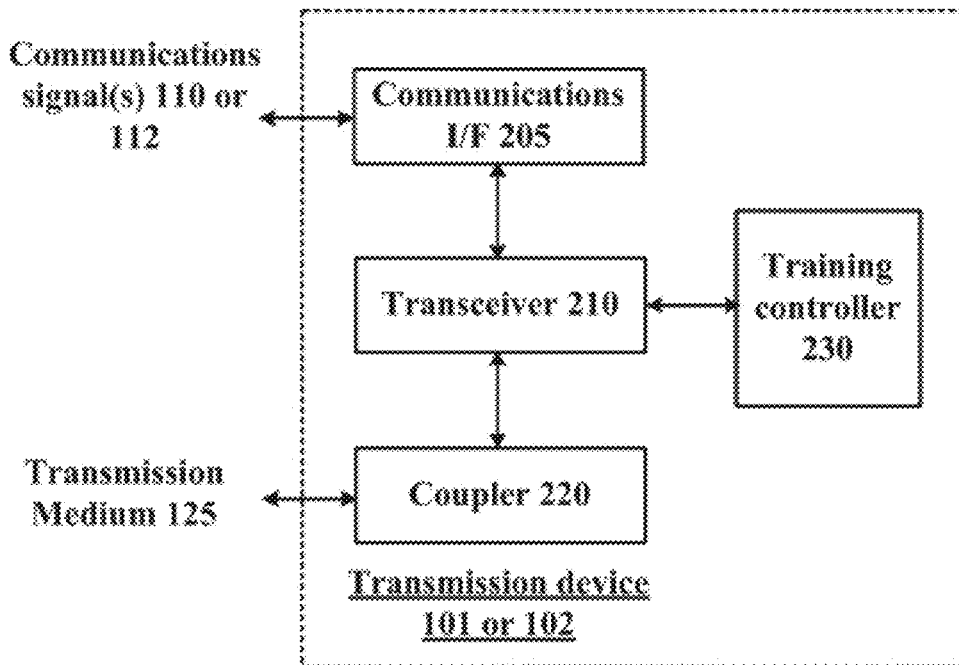 Communications
signal(s) 110 or
112
Communications
I/F 205
Transceiver 210
Training
controller
230
Transmission
Medium 125
Coupler 220
Transmission device
101 or 102